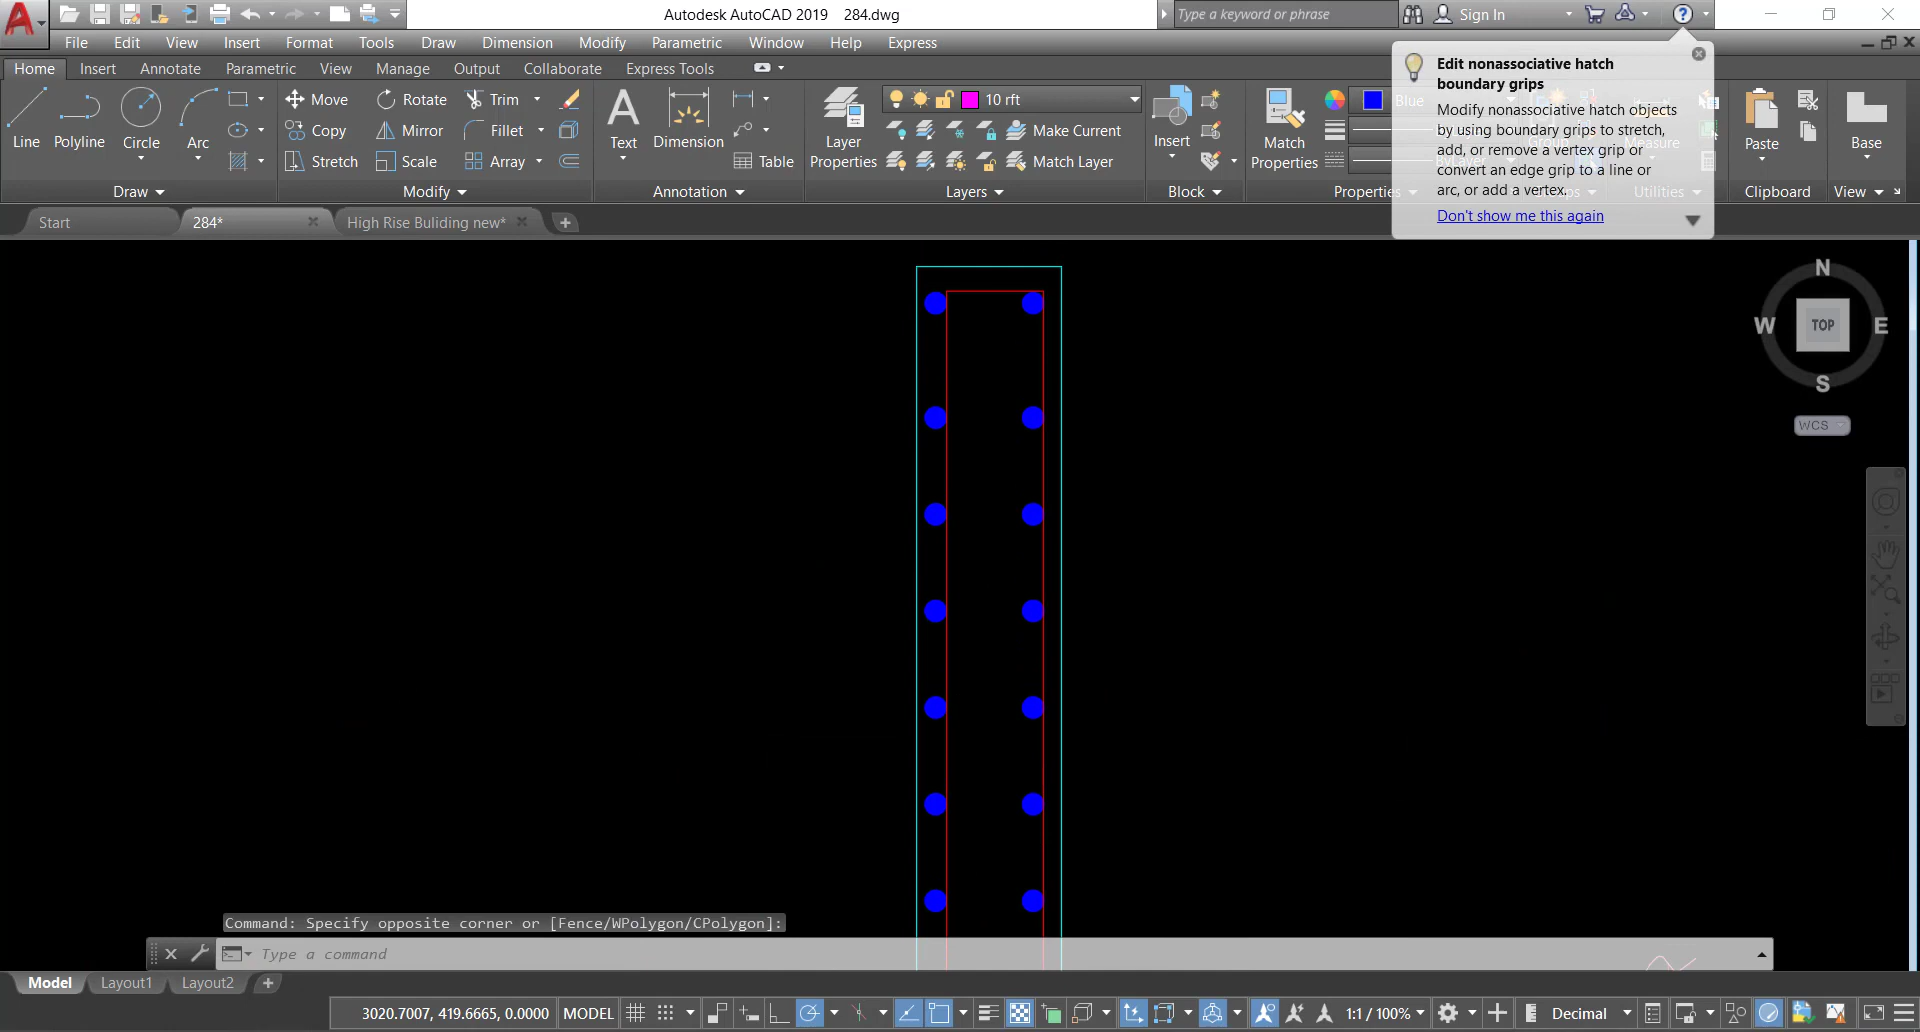 Autodesk AutoCAD 2019 284.dwg
Type a keyword or phrase
Sign In
File Edit View Insert Format Tools Draw Dimension Modify Parametric Window Help Express
Home Insert Annotate Parametric View Manage Output Collaborate Express Tools
Line Polyline Circle Arc
Move Rotate Trim
Copy Mirror Fillet
Stretch Scale Array
Text Dimension Table
Layer Properties
10 rft
Make Current
Match Layer
Insert
Match Properties
Blue
ByLayer
Group
Measure
Paste
Base
Draw Modify Annotation Layers Block Properties Groups Utilities Clipboard View
Edit nonassociative hatch
boundary grips
Modify nonassociative hatch objects
by using boundary grips to stretch,
add, or remove a vertex grip or
convert an edge grip to a line or
arc, or add a vertex.
Don't show me this again
Start 284* High Rise Buliding new*
N
W TOP E
S
WCS
Command: Specify opposite corner or [Fence/WPolygon/CPolygon]:
Type a command
Model Layout1 Layout2
3020.7007, 419.6665, 0.0000 MODEL 1:1 / 100% Decimal